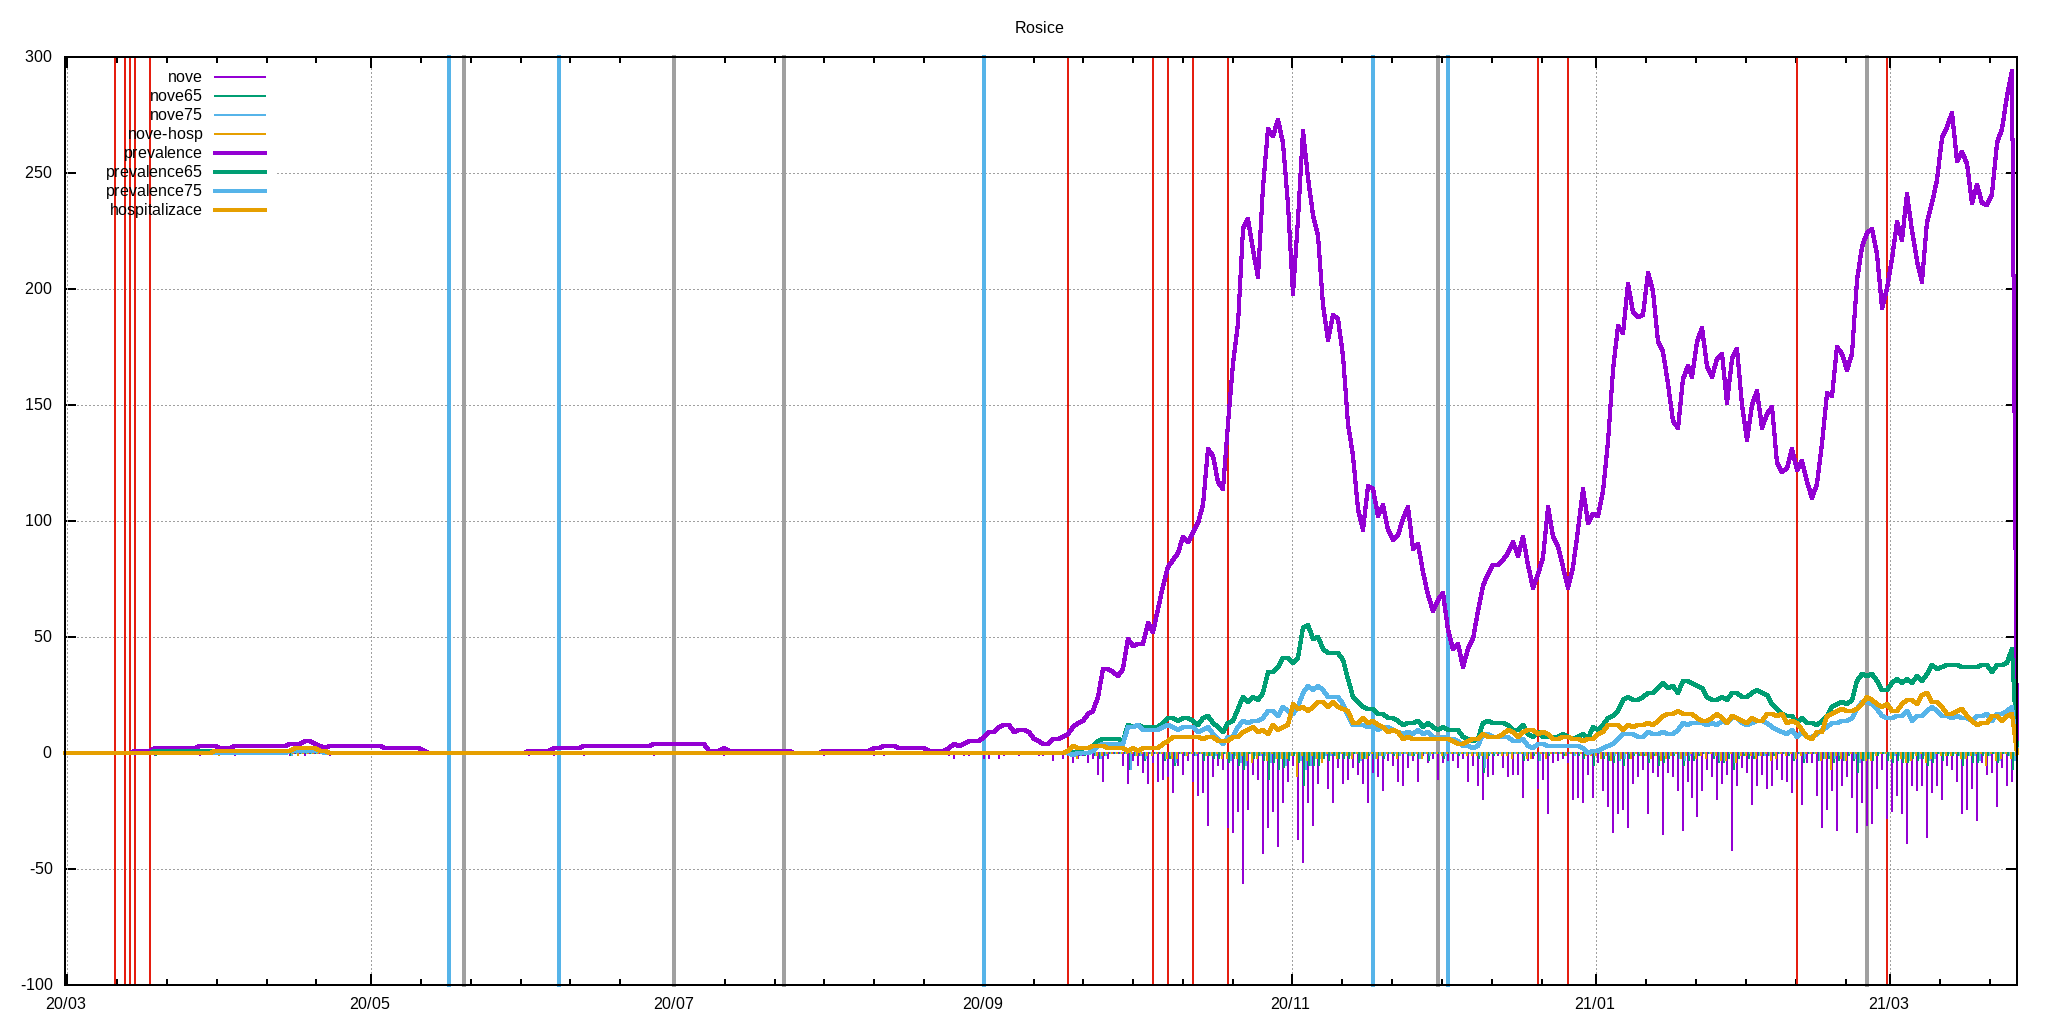 Rosice
300
250
200
150
100
50
0
-50
-100
nove
nove65
nove75
nove-hosp
prevalence
prevalence65
prevalence75
hospitalizace
20/03 20/05 20/07 20/09 20/11 21/01 21/03